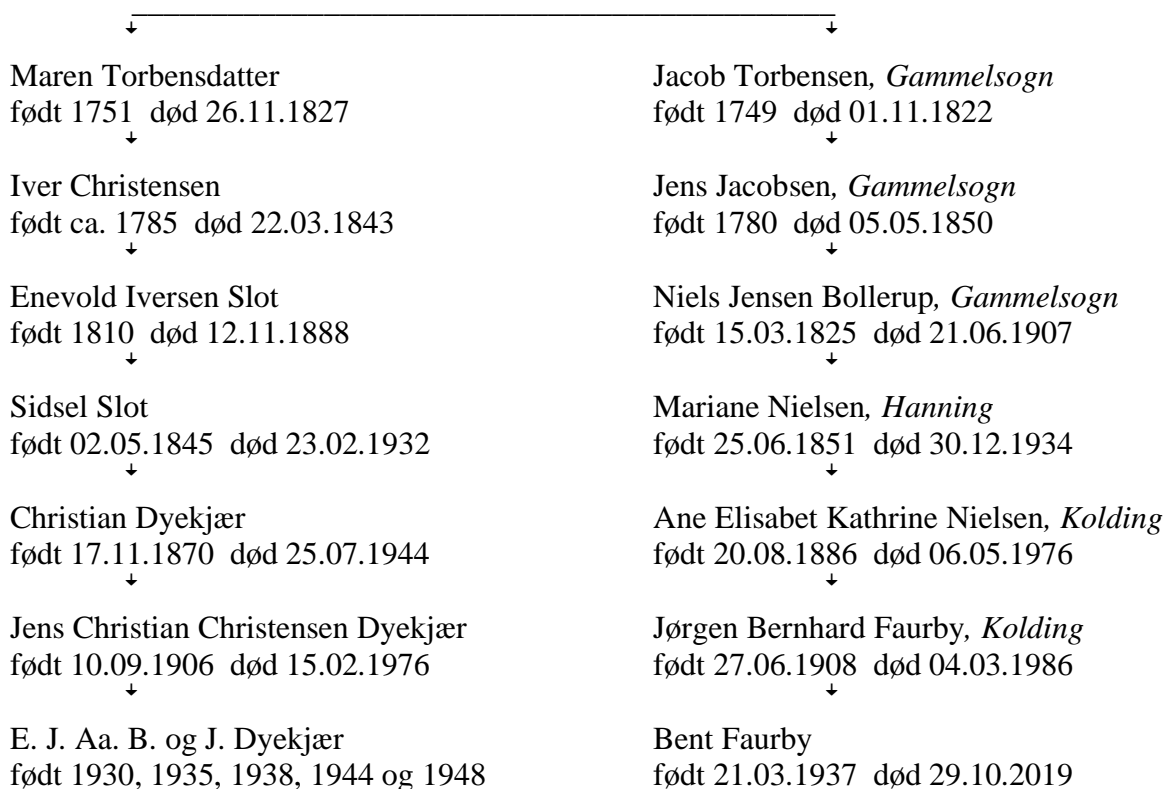 Maren Torbensdatter
født 1751 død 26.11.1827
Jacob Torbensen, Gammelsogn
født 1749 død 01.11.1822
Iver Christensen
født ca. 1785 død 22.03.1843
Jens Jacobsen, Gammelsogn
født 1780 død 05.05.1850
Enevold Iversen Slot
født 1810 død 12.11.1888
Niels Jensen Bollerup, Gammelsogn
født 15.03.1825 død 21.06.1907
Sidsel Slot
født 02.05.1845 død 23.02.1932
Mariane Nielsen, Hanning
født 25.06.1851 død 30.12.1934
Christian Dyekjær
født 17.11.1870 død 25.07.1944
Ane Elisabet Kathrine Nielsen, Kolding
født 20.08.1886 død 06.05.1976
Jens Christian Christensen Dyekjær
født 10.09.1906 død 15.02.1976
Jørgen Bernhard Faurby, Kolding
født 27.06.1908 død 04.03.1986
E. J. Aa. B. og J. Dyekjær
født 1930, 1935, 1938, 1944 og 1948
Bent Faurby
født 21.03.1937 død 29.10.2019